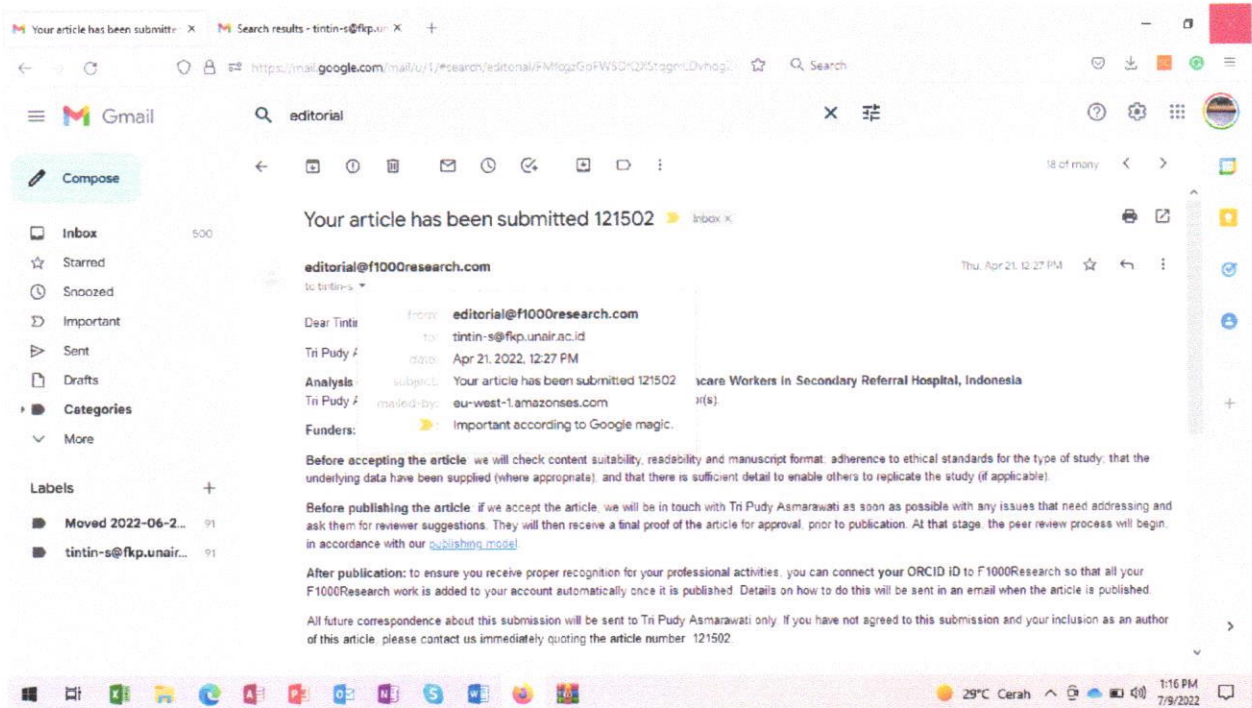 Your article has been submitte
Search results - tintin-s@fkp.un
Search
Gmail
editorial
Compose
18 of many
Your article has been submitted 121502
Inbox ×
Inbox 500
Starred
Snoozed
Important
Sent
Drafts
Categories
More
editorial@f1000research.com
Thu, Apr 21, 12:27 PM
to tintin-s
from: editorial@f1000research.com
to: tintin-s@fkp.unair.ac.id
date: Apr 21, 2022, 12:27 PM
subject: Your article has been submitted 121502
mailed-by: eu-west-1.amazonses.com
: Important according to Google magic.
Dear Tintin
Tri Pudy A
Analysis
ncare Workers in Secondary Referral Hospital, Indonesia
Tri Pudy A
or(s).
Funders:
Before accepting the article: we will check content suitability, readability and manuscript format; adherence to ethical standards for the type of study; that the
underlying data have been supplied (where appropriate), and that there is sufficient detail to enable others to replicate the study (if applicable).
Before publishing the article: if we accept the article, we will be in touch with Tri Pudy Asmarawati as soon as possible with any issues that need addressing and
ask them for reviewer suggestions. They will then receive a final proof of the article for approval, prior to publication. At that stage, the peer review process will begin,
in accordance with our publishing model.
After publication: to ensure you receive proper recognition for your professional activities, you can connect your ORCID iD to F1000Research so that all your
F1000Research work is added to your account automatically once it is published. Details on how to do this will be sent in an email when the article is published.
All future correspondence about this submission will be sent to Tri Pudy Asmarawati only. If you have not agreed to this submission and your inclusion as an author
of this article, please contact us immediately quoting the article number: 121502
Labels
Moved 2022-06-2... 91
tintin-s@fkp.unair... 91
29°C Cerah
1:16 PM
7/9/2022